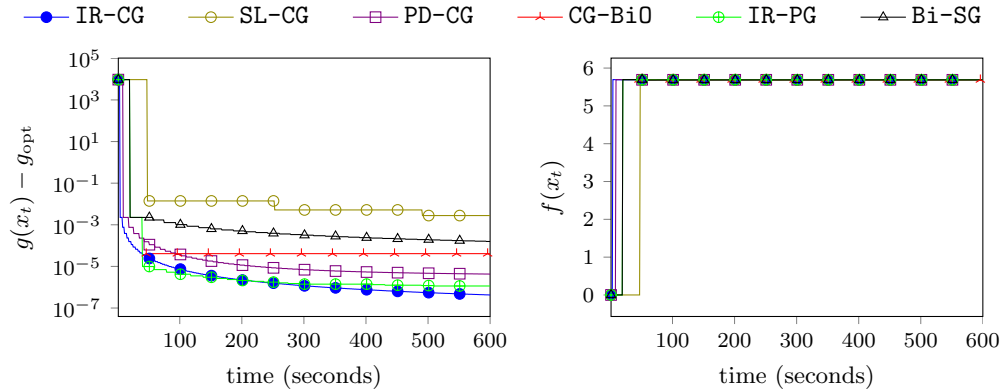 IR-CG SL-CG PD-CG CG-BiO IR-PG Bi-SG
10^5
10^3
10^1
10^-1
10^-3
10^-5
10^-7
g(x_t) − g_opt
100 200 300 400 500 600
time (seconds)
6
5
4
3
2
1
0
f(x_t)
100 200 300 400 500 600
time (seconds)